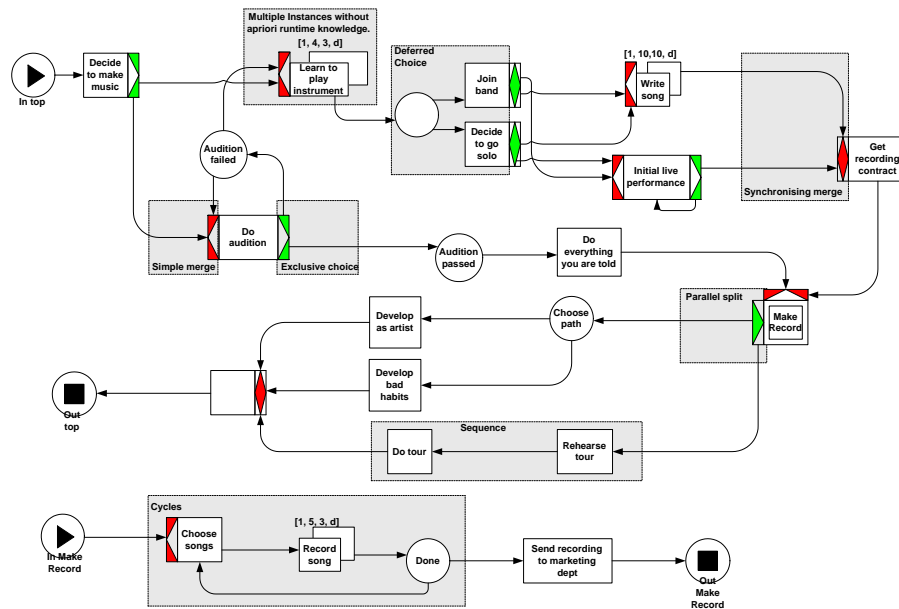 Multiple Instances without
apriori runtime knowledge.
[1, 4, 3, d]
Decide
to make
music
In top
Learn to
play
instrument
Deferred
Choice
Join
band
Decide
to go
solo
[1, 10,10, d]
Write
song
Initial live
performance
Get
recording
contract
Synchronising merge
Audition
failed
Do
audition
Simple merge
Exclusive choice
Audition
passed
Do
everything
you are told
Parallel split
Make
Record
Choose
path
Develop
as artist
Develop
bad
habits
Out
top
Sequence
Do tour
Rehearse
tour
Cycles
In Make
Record
Choose
songs
[1, 5, 3, d]
Record
song
Done
Send recording
to marketing
dept
Out
Make
Record